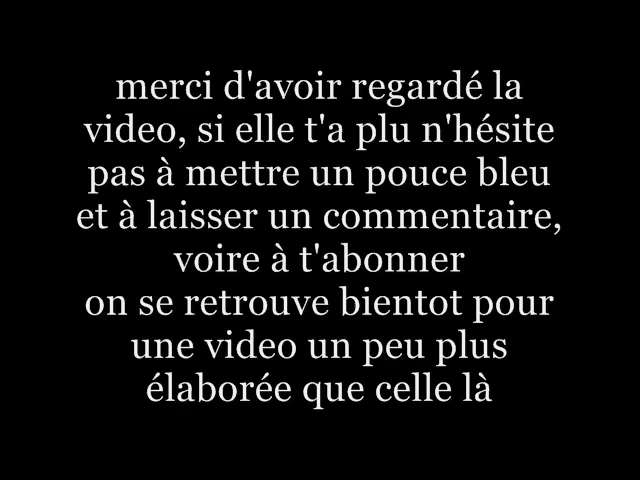 merci d'avoir regardé la
video, si elle t'a plu n'hésite
pas à mettre un pouce bleu
et à laisser un commentaire,
voire à t'abonner
on se retrouve bientot pour
une video un peu plus
élaborée que celle là